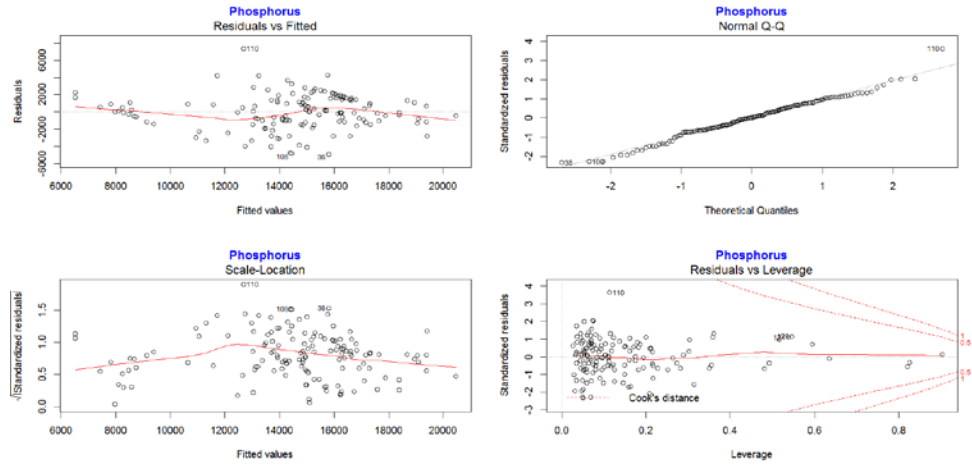 Phosphorus
Residuals vs Fitted
Residuals
6000
2000
-2000
-6000
110
36
6000 8000 10000 12000 14000 16000 18000 20000
Fitted values
Phosphorus
Normal Q-Q
Standardized residuals
4
3
2
1
0
-1
-2
110
-2 -1 0 1 2
Theoretical Quantiles
Phosphorus
Scale-Location
√|Standardized residuals|
1.5
1.0
0.5
0.0
110
36
6000 8000 10000 12000 14000 16000 18000 20000
Fitted values
Phosphorus
Residuals vs Leverage
Standardized residuals
4
3
2
1
0
-1
-2
-3
110
1
0.5
0.5
1
Cook's distance
0.0 0.2 0.4 0.6 0.8
Leverage